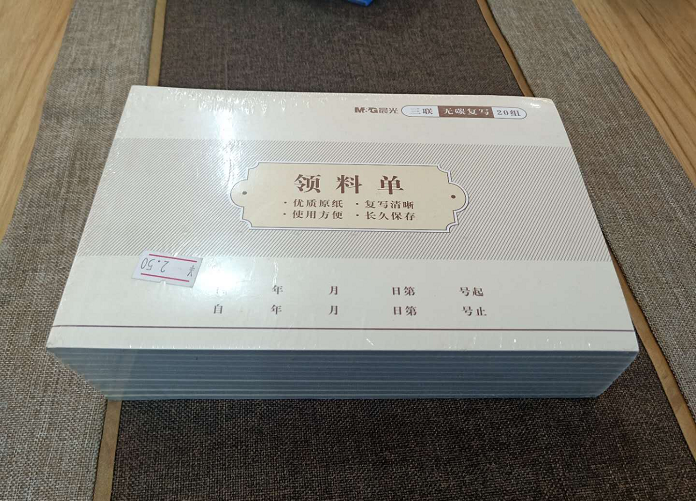 M&G晨光 三联 无碳复写 20组
领料单
·优质原纸 ·复写清晰
·使用方便 ·长久保存
¥ 2.50
年 月 日第 号起
自 年 月 日第 号止